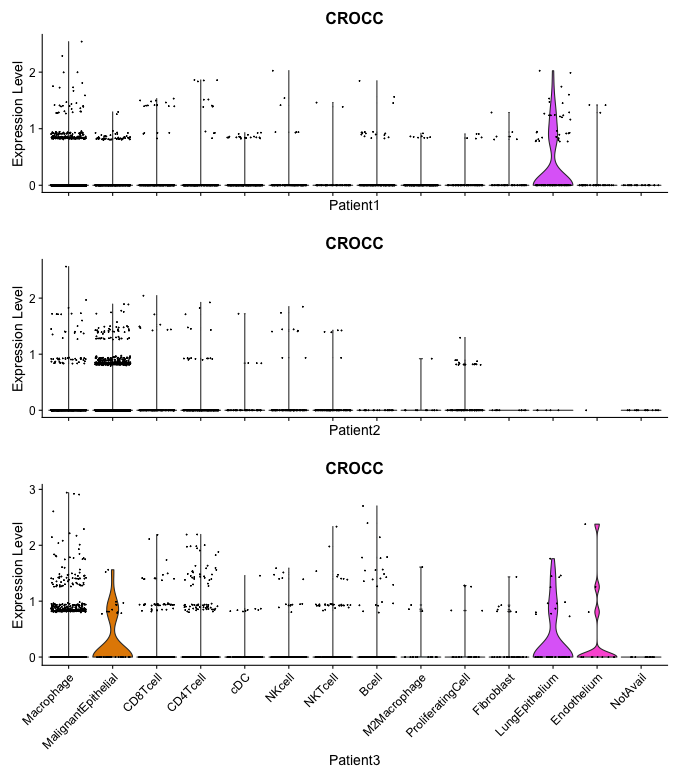 CROCC
Expression Level
2
1
0
Patient1
CROCC
Expression Level
2
1
0
Patient2
CROCC
Expression Level
3
2
1
0
Macrophage
MalignantEpithelial
CD8Tcell
CD4Tcell
cDC
NKcell
NKTcell
Bcell
M2Macrophage
ProliferatingCell
Fibroblast
LungEpithelium
Endothelium
NotAvail
Patient3